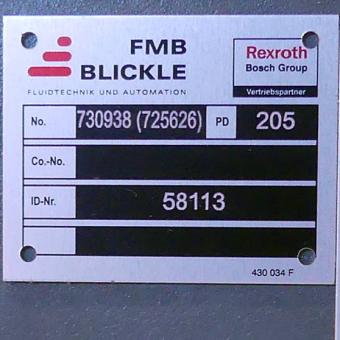 FMB
BLICKLE
FLUIDTECHNIK UND AUTOMATION
Rexroth
Bosch Group
Vertriebspartner
No. 730938 (725626) PD 205
Co.-No.
ID-Nr. 58113
430 034 F